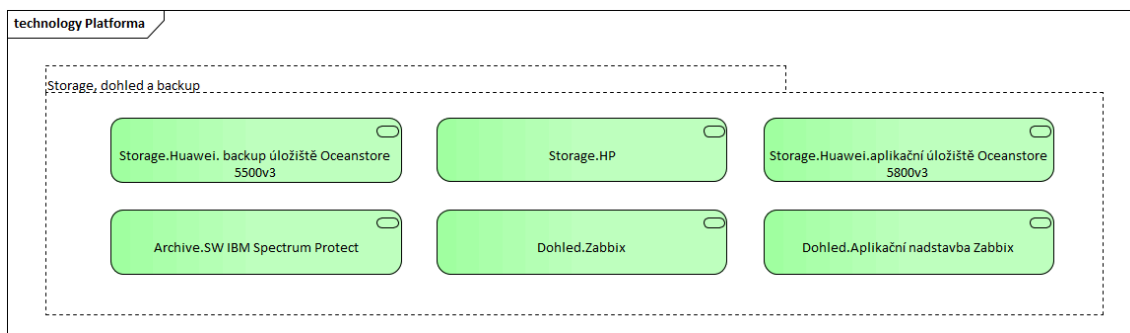 technology Platforma
Storage, dohled a backup
Storage.Huawei. backup úložiště Oceanstore
5500v3
Storage.HP
Storage.Huawei.aplikační úložiště Oceanstore
5800v3
Archive.SW IBM Spectrum Protect
Dohled.Zabbix
Dohled.Aplikační nadstavba Zabbix